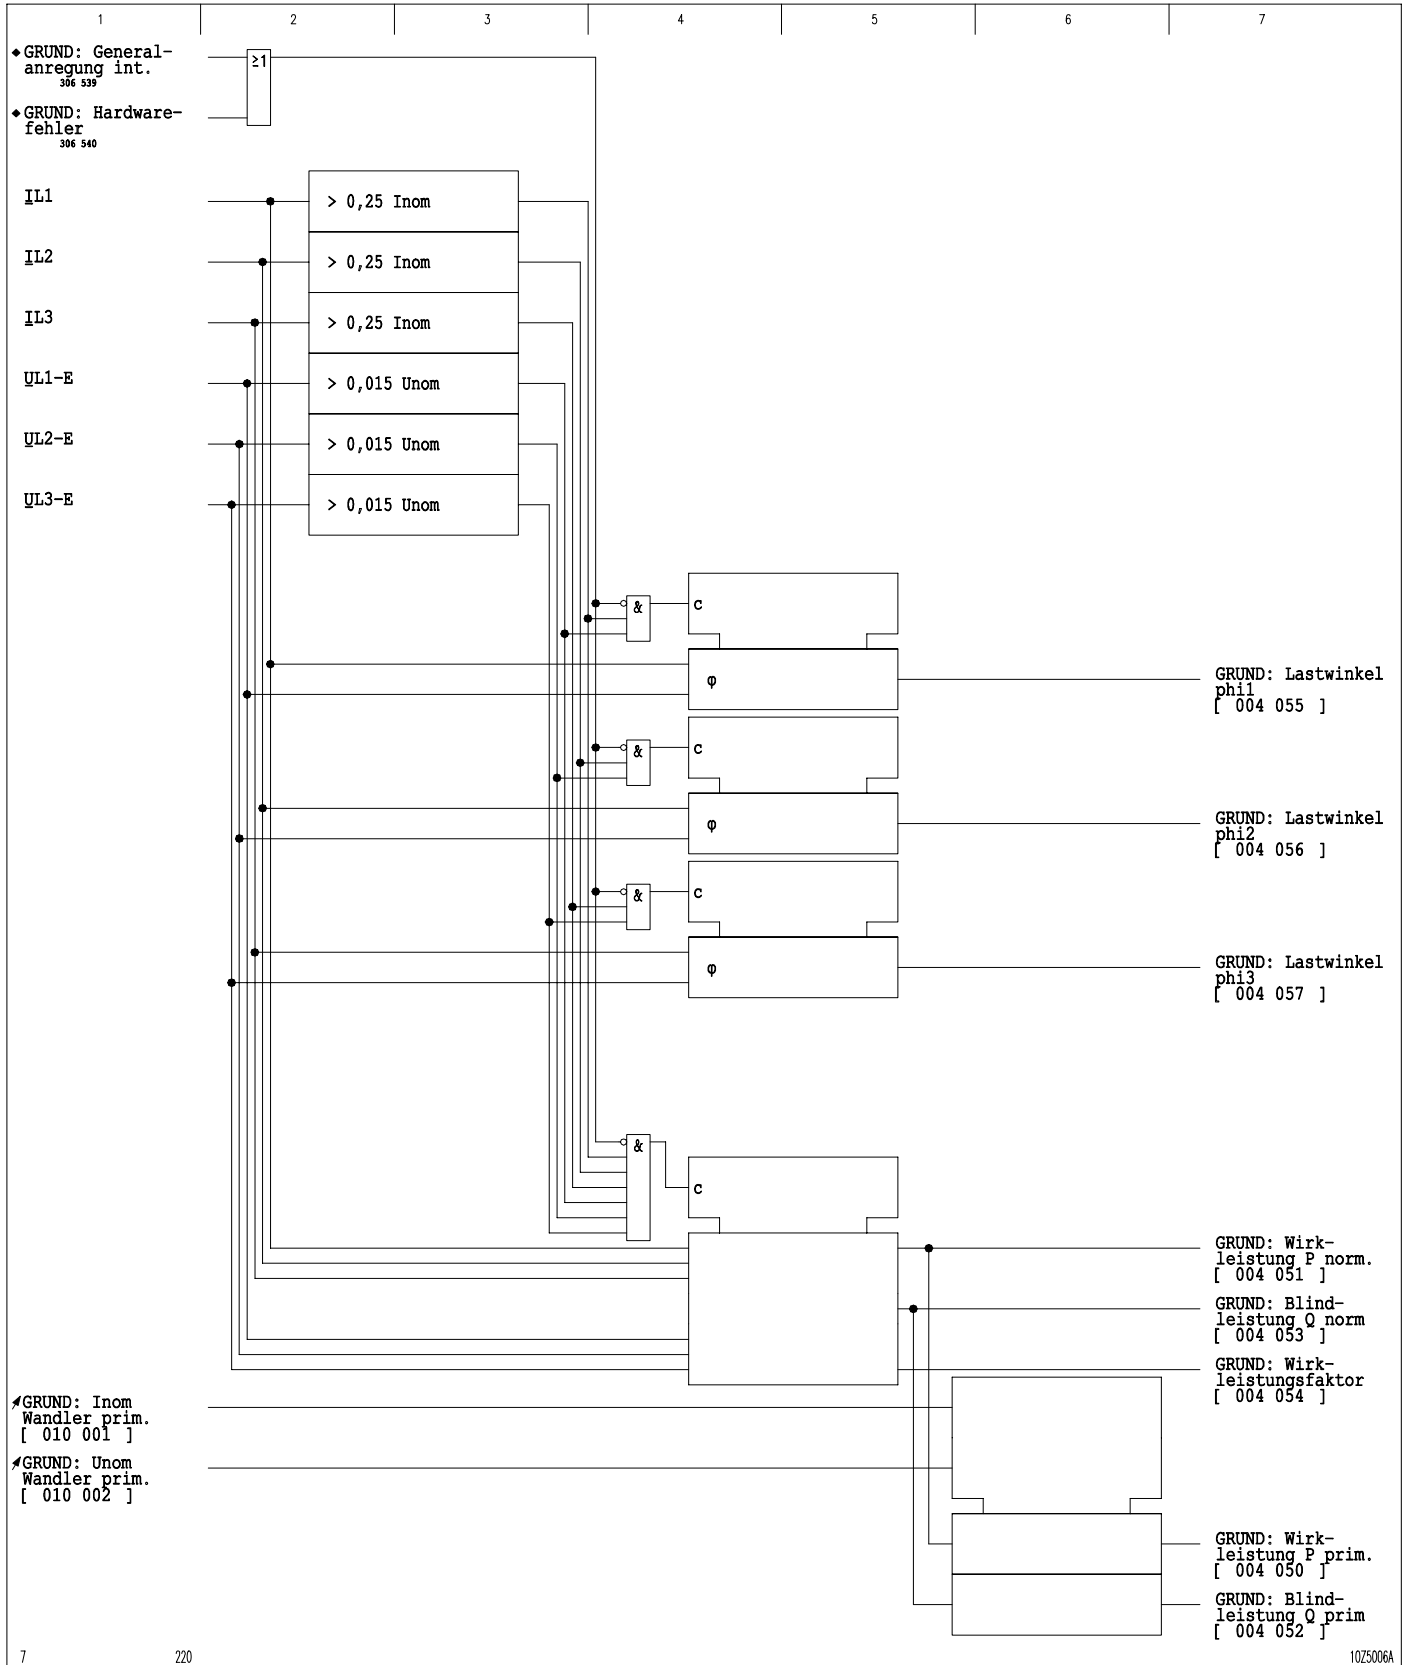 1 2 3 4 5 6 7
◆GRUND: General-
anregung int.
306 539
≥1
◆GRUND: Hardware-
fehler
306 540
IL1
> 0,25 Inom
IL2
> 0,25 Inom
IL3
> 0,25 Inom
UL1-E
> 0,015 Unom
UL2-E
> 0,015 Unom
UL3-E
> 0,015 Unom
& C
φ
GRUND: Lastwinkel
phi1
[ 004 055 ]
& C
φ
GRUND: Lastwinkel
phi2
[ 004 056 ]
& C
φ
GRUND: Lastwinkel
phi3
[ 004 057 ]
&
C
GRUND: Wirk-
leistung P norm.
[ 004 051 ]
GRUND: Blind-
leistung Q norm
[ 004 053 ]
GRUND: Wirk-
leistungsfaktor
[ 004 054 ]
GRUND: Inom
Wandler prim.
[ 010 001 ]
GRUND: Unom
Wandler prim.
[ 010 002 ]
GRUND: Wirk-
leistung P prim.
[ 004 050 ]
GRUND: Blind-
leistung Q prim
[ 004 052 ]
7 220 10Z5006A